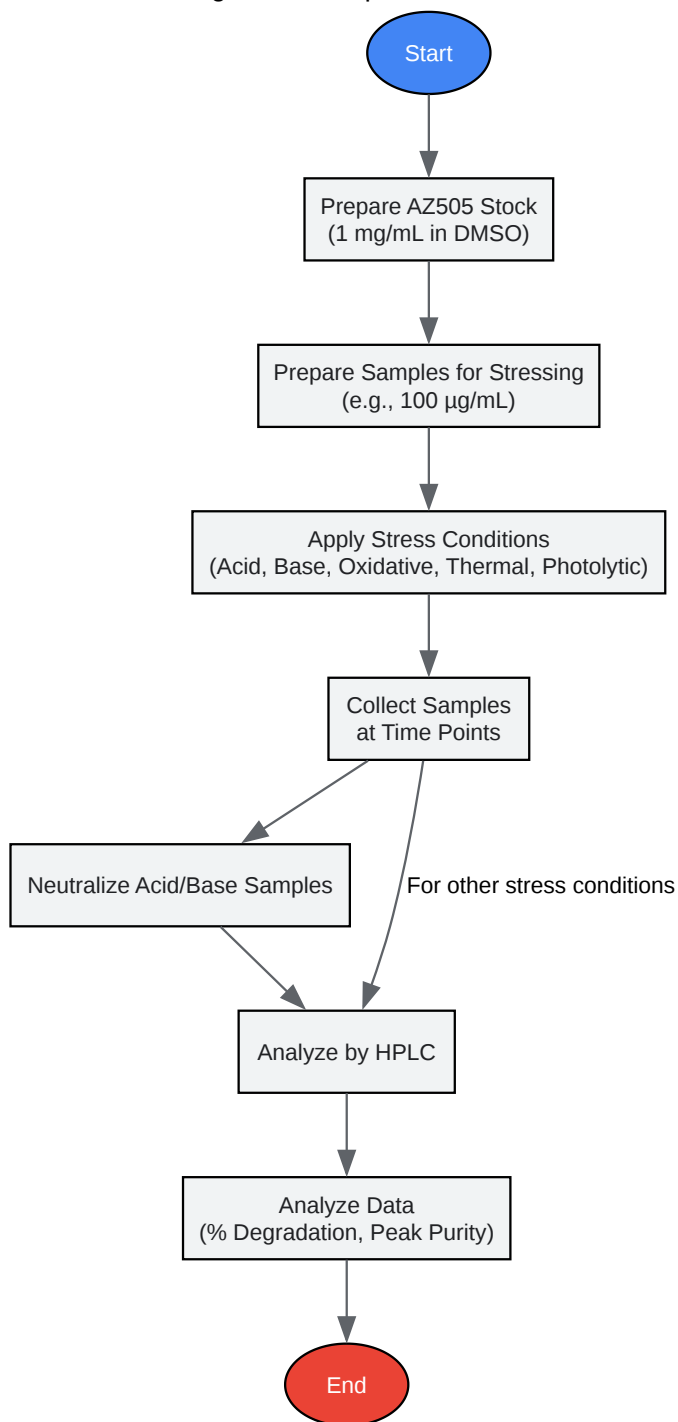 Start
Prepare AZ505 Stock
(1 mg/mL in DMSO)
Prepare Samples for Stressing
(e.g., 100 µg/mL)
Apply Stress Conditions
(Acid, Base, Oxidative, Thermal, Photolytic)
Collect Samples
at Time Points
Neutralize Acid/Base Samples
For other stress conditions
Analyze by HPLC
Analyze Data
(% Degradation, Peak Purity)
End